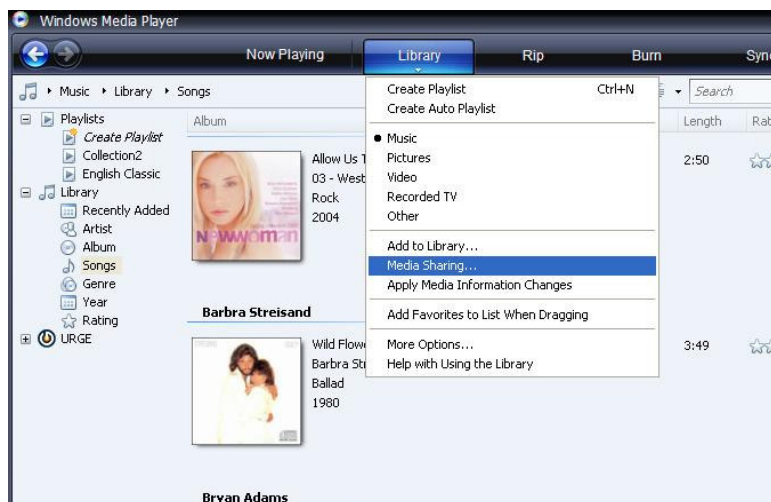 Windows Media Player
Now Playing Library Rip Burn Sync
Music Library Songs
Search
Playlists
Create Playlist
Collection2
English Classic
Library
Recently Added
Artist
Album
Songs
Genre
Year
Rating
URGE
Create Playlist Ctrl+N
Create Auto Playlist
Music
Pictures
Video
Recorded TV
Other
Add to Library...
Media Sharing...
Apply Media Information Changes
Add Favorites to List When Dragging
More Options...
Help with Using the Library
Album Length Rat
NEWwoman
Allow Us T 2:50
03 - West
Rock
2004
Barbra Streisand
Wild Flow 3:49
Barbra Str
Ballad
1980
Bryan Adams